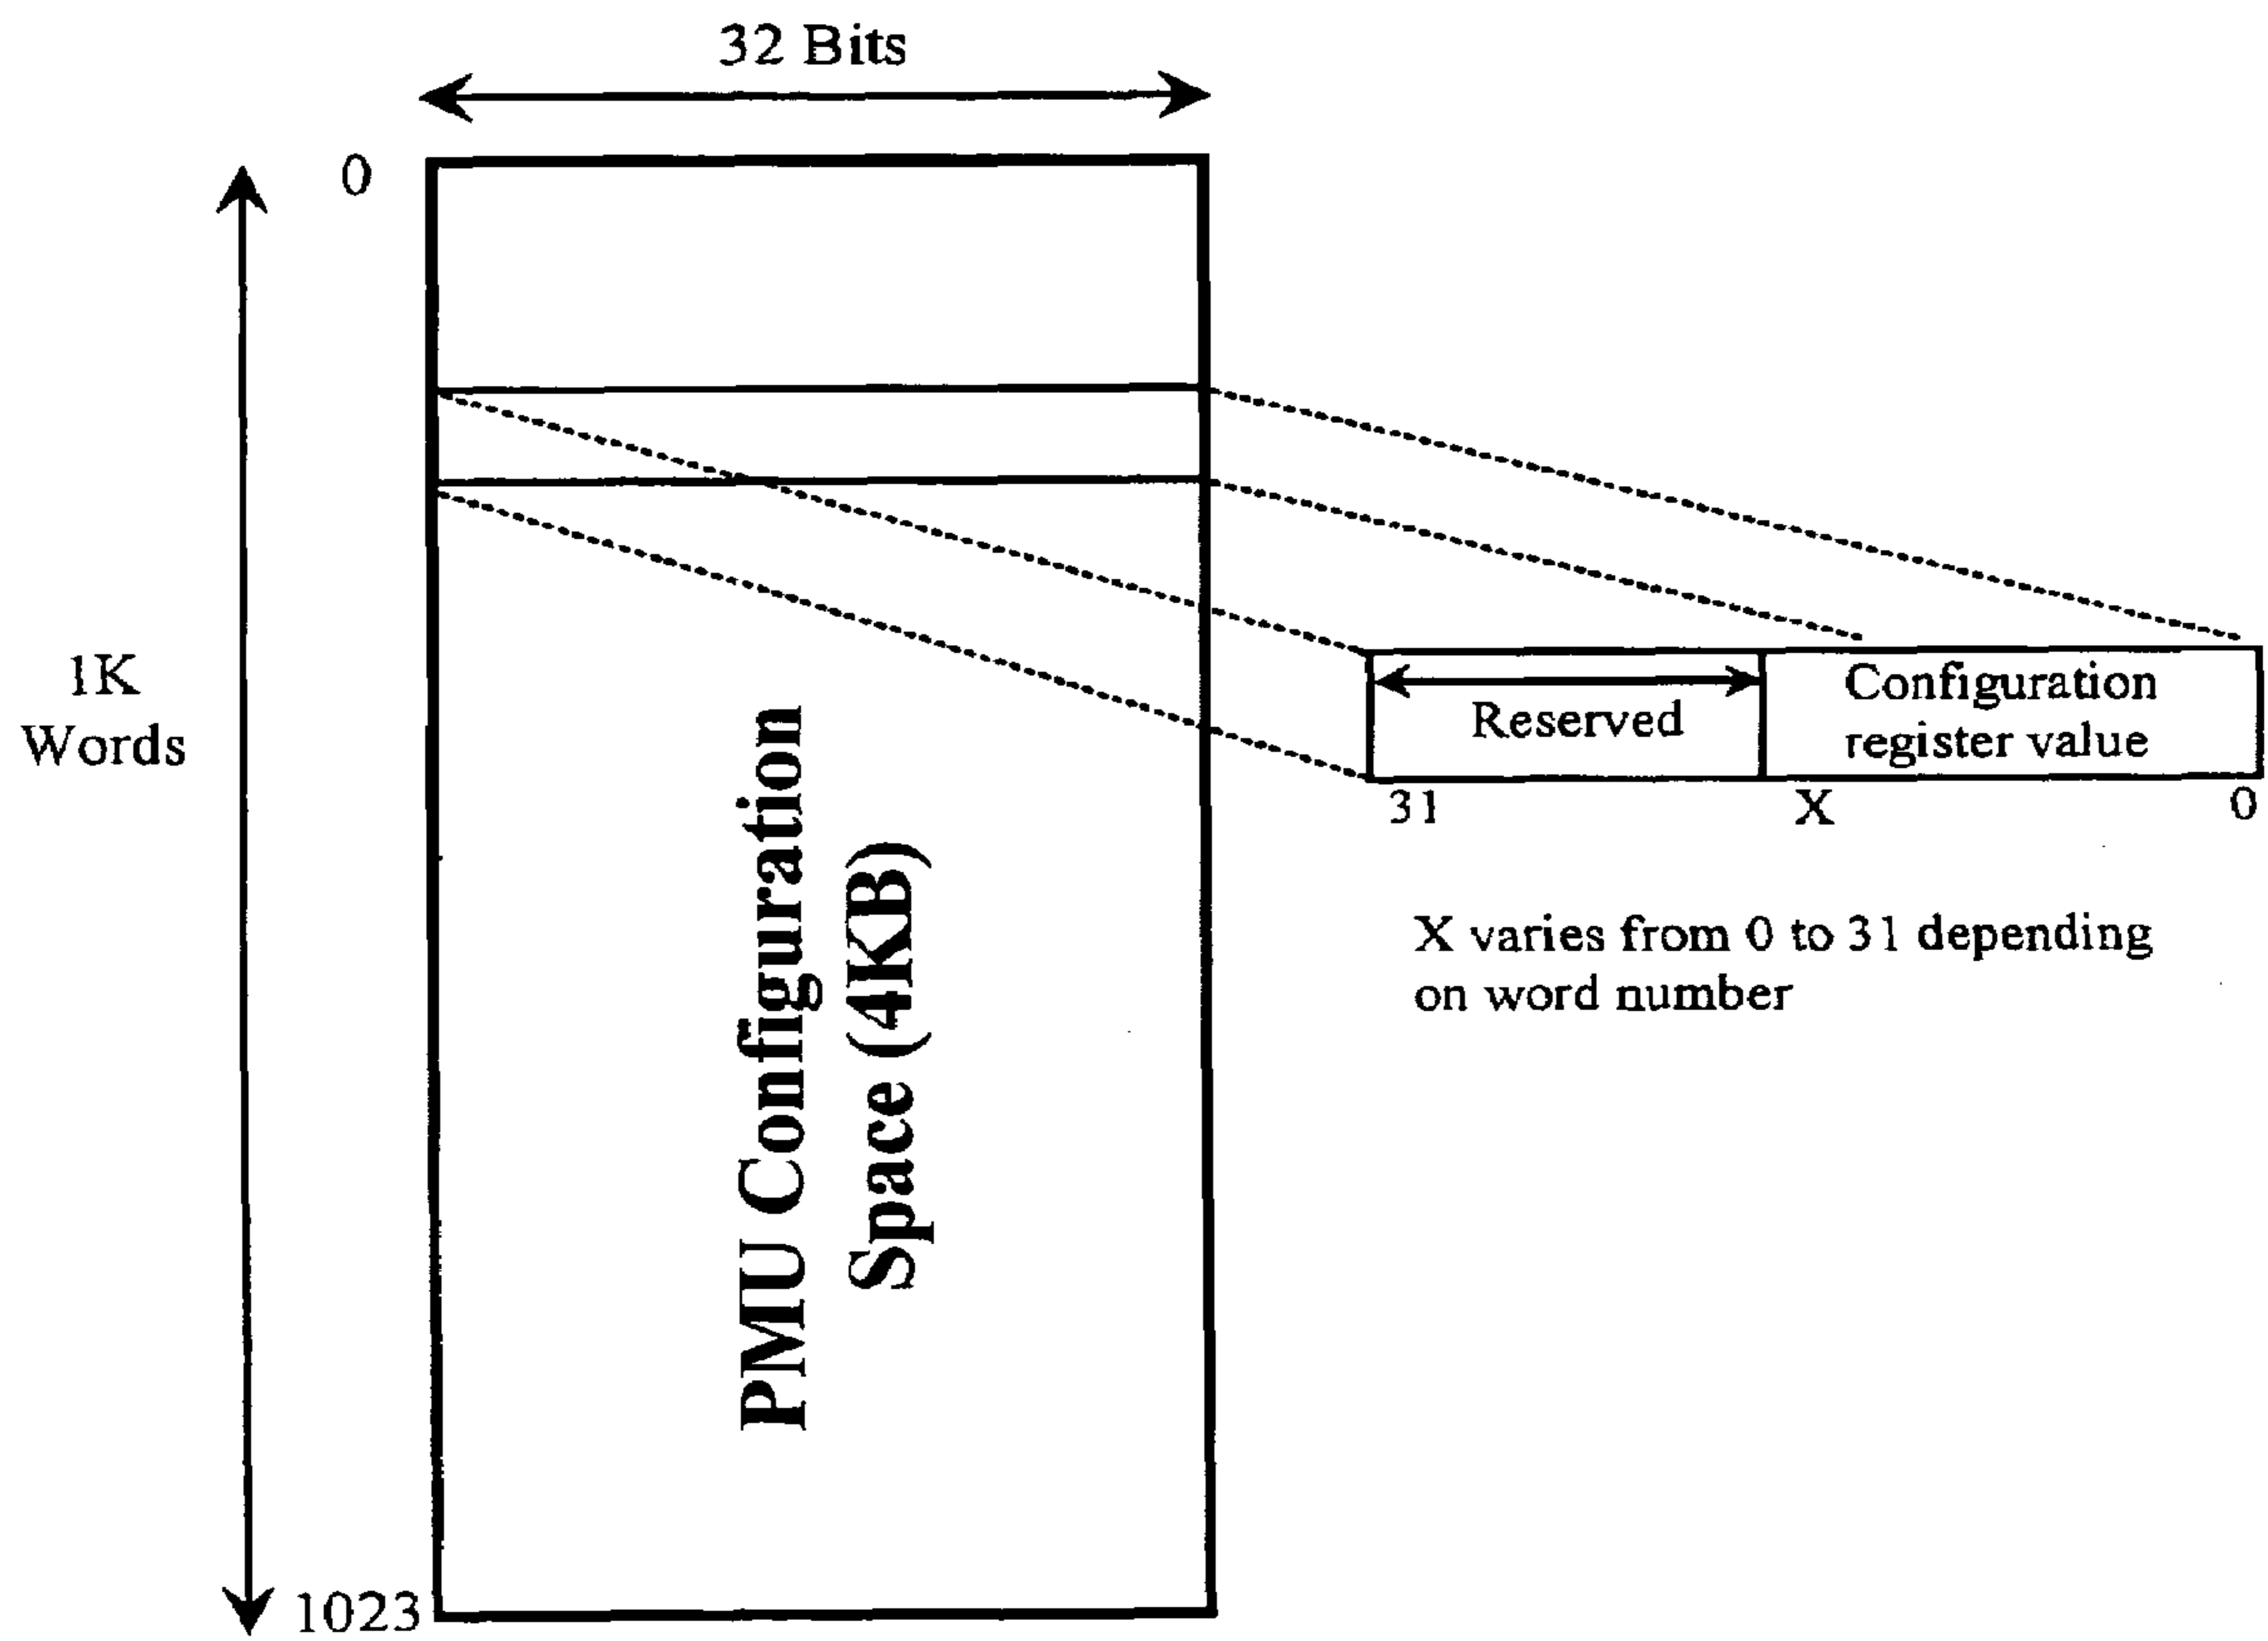 32 Bits
0
1K
Words
PMU Configuration
Space (4KB)
Reserved
Configuration
register value
31
X
0
X varies from 0 to 31 depending
on word number
1023